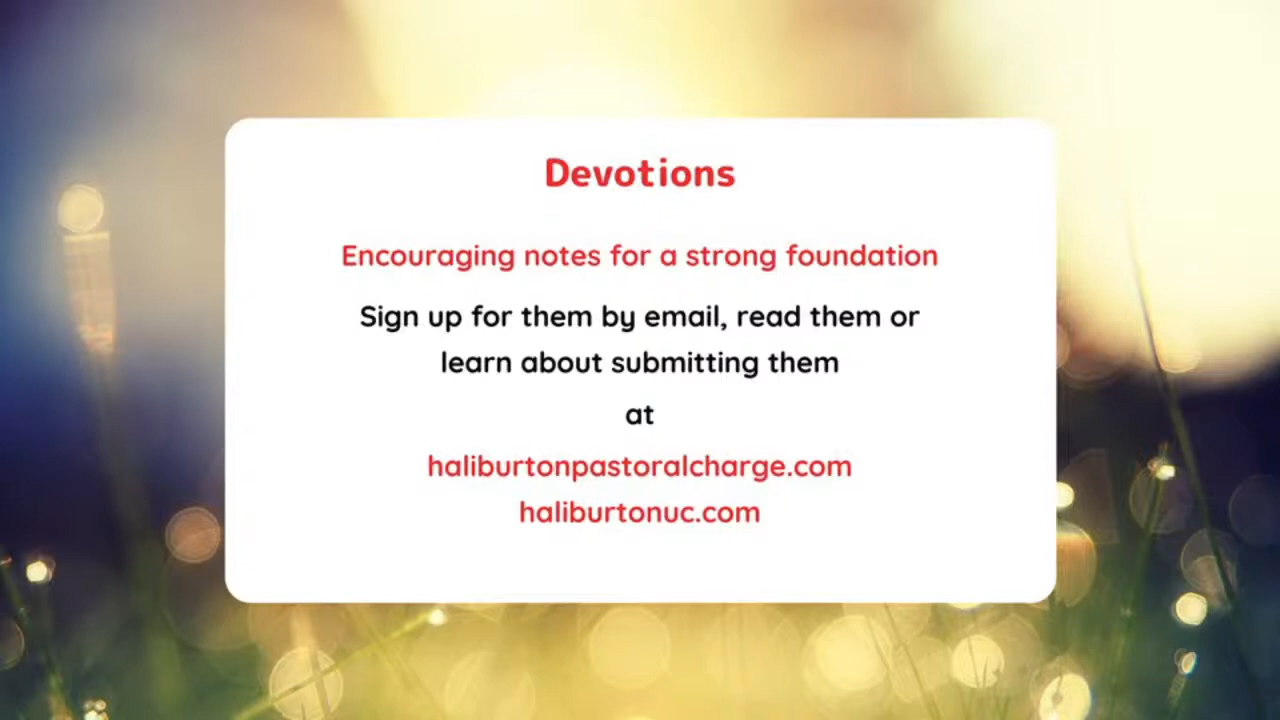 Devotions
Encouraging notes for a strong foundation
Sign up for them by email, read them or
learn about submitting them
at
haliburtonpastoralcharge.com
haliburtonuc.com